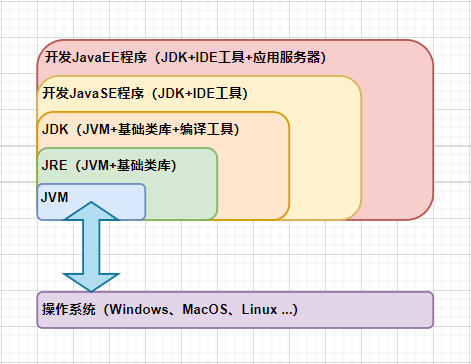 开发JavaEE程序（JDK+IDE工具+应用服务器）
开发JavaSE程序（JDK+IDE工具）
JDK（JVM+基础类库+编译工具）
JRE（JVM+基础类库）
JVM
操作系统（Windows、MacOS、Linux ...）